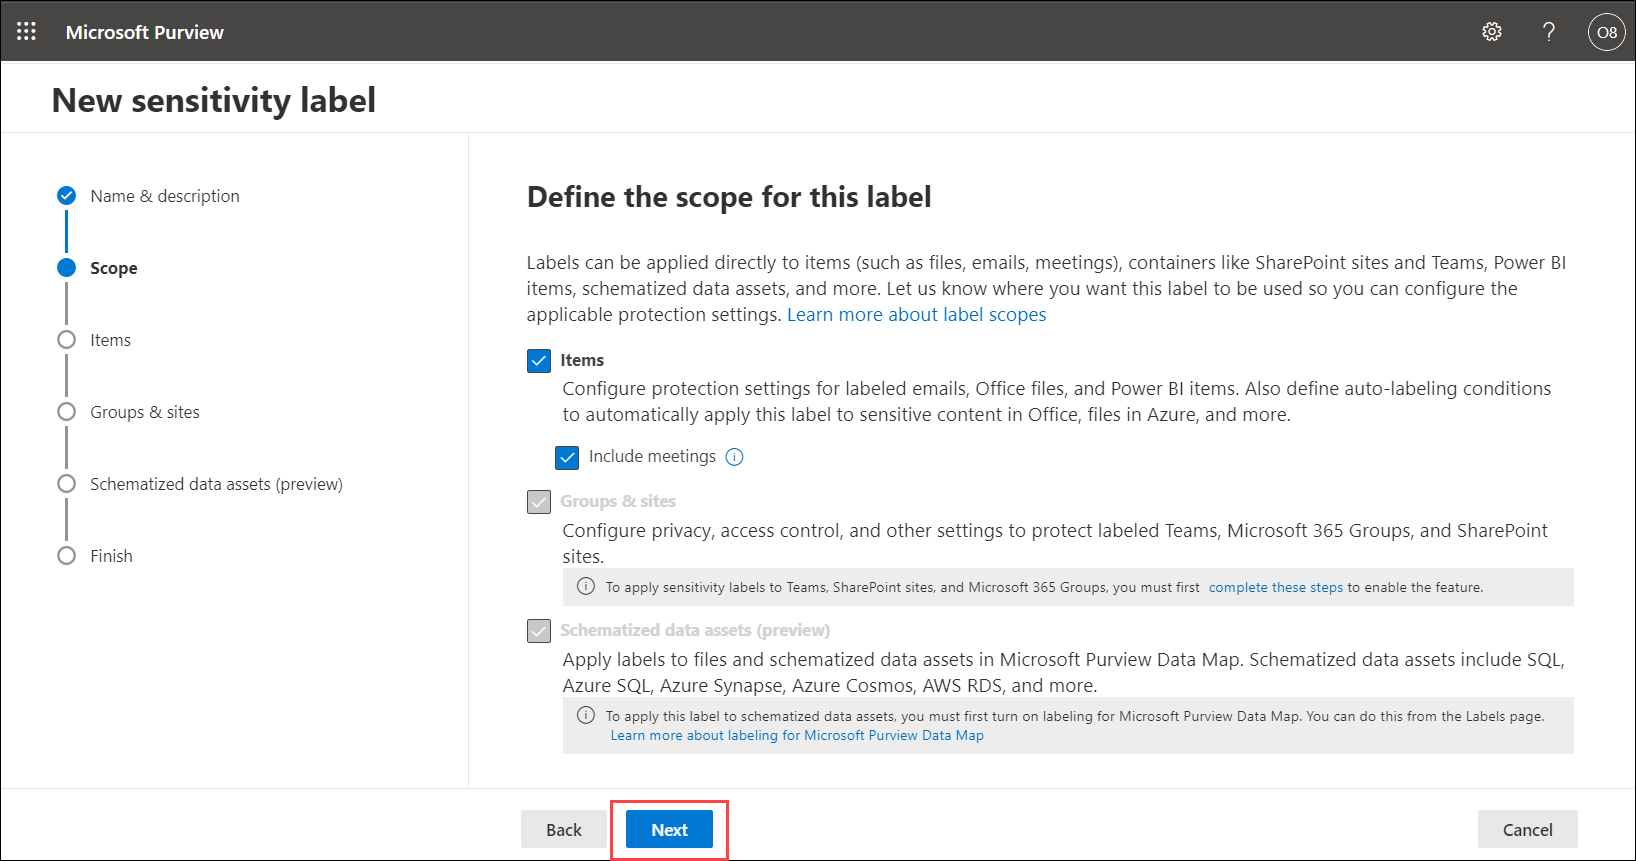 Microsoft Purview
?
O8
New sensitivity label
Name & description
Scope
Items
Groups & sites
Schematized data assets (preview)
Finish
Define the scope for this label
Labels can be applied directly to items (such as files, emails, meetings), containers like SharePoint sites and Teams, Power BI
items, schematized data assets, and more. Let us know where you want this label to be used so you can configure the
applicable protection settings. Learn more about label scopes
Items
Configure protection settings for labeled emails, Office files, and Power BI items. Also define auto-labeling conditions
to automatically apply this label to sensitive content in Office, files in Azure, and more.
Include meetings
Groups & sites
Configure privacy, access control, and other settings to protect labeled Teams, Microsoft 365 Groups, and SharePoint
sites.
To apply sensitivity labels to Teams, SharePoint sites, and Microsoft 365 Groups, you must first complete these steps to enable the feature.
Schematized data assets (preview)
Apply labels to files and schematized data assets in Microsoft Purview Data Map. Schematized data assets include SQL,
Azure SQL, Azure Synapse, Azure Cosmos, AWS RDS, and more.
To apply this label to schematized data assets, you must first turn on labeling for Microsoft Purview Data Map. You can do this from the Labels page.
Learn more about labeling for Microsoft Purview Data Map
Back
Next
Cancel